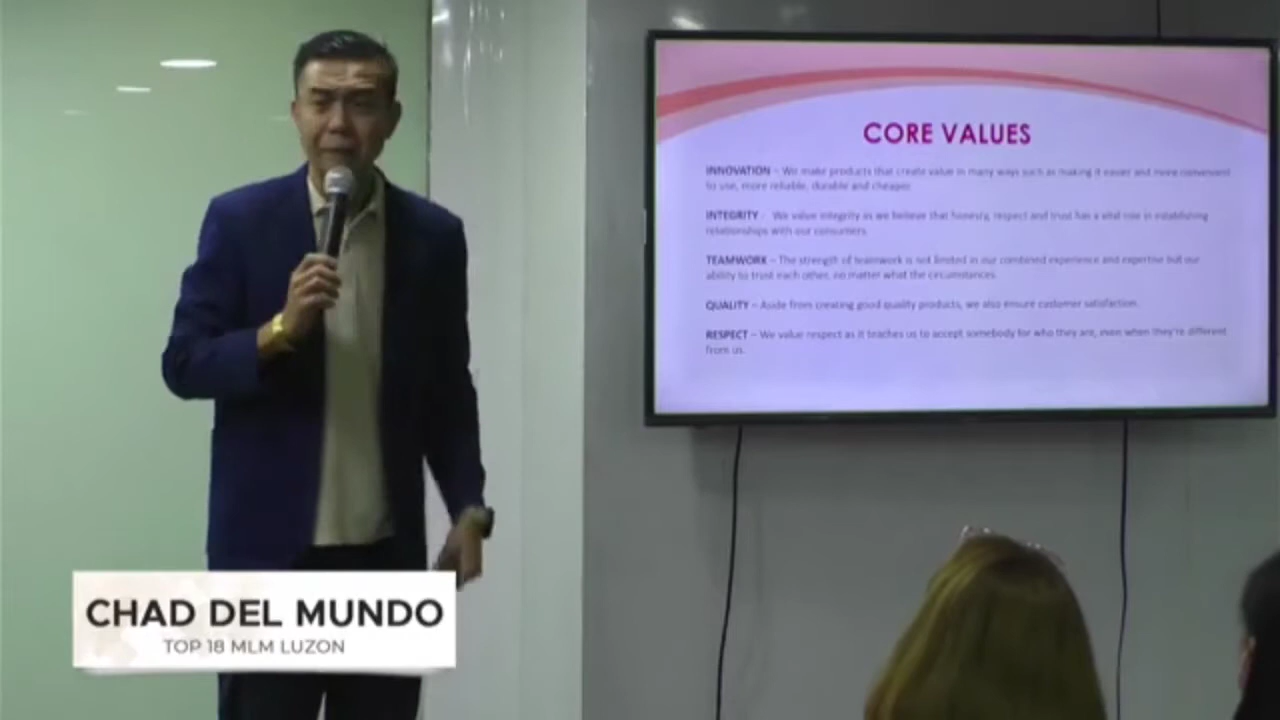 CORE VALUES
INNOVATION – We make products that create value in many ways such as making it easier and more convenient
to use, more reliable, durable and cheaper.
INTEGRITY - We value integrity as we believe that honesty, respect and trust has a vital role in establishing
relationships with our consumers.
TEAMWORK – The strength of teamwork is not limited in our combined experience and expertise but our
ability to trust each other, no matter what the circumstances.
QUALITY – Aside from creating good quality products, we also ensure customer satisfaction.
RESPECT – We value respect as it teaches us to accept somebody for who they are, even when they're different
from us.
CHAD DEL MUNDO
TOP 18 MLM LUZON